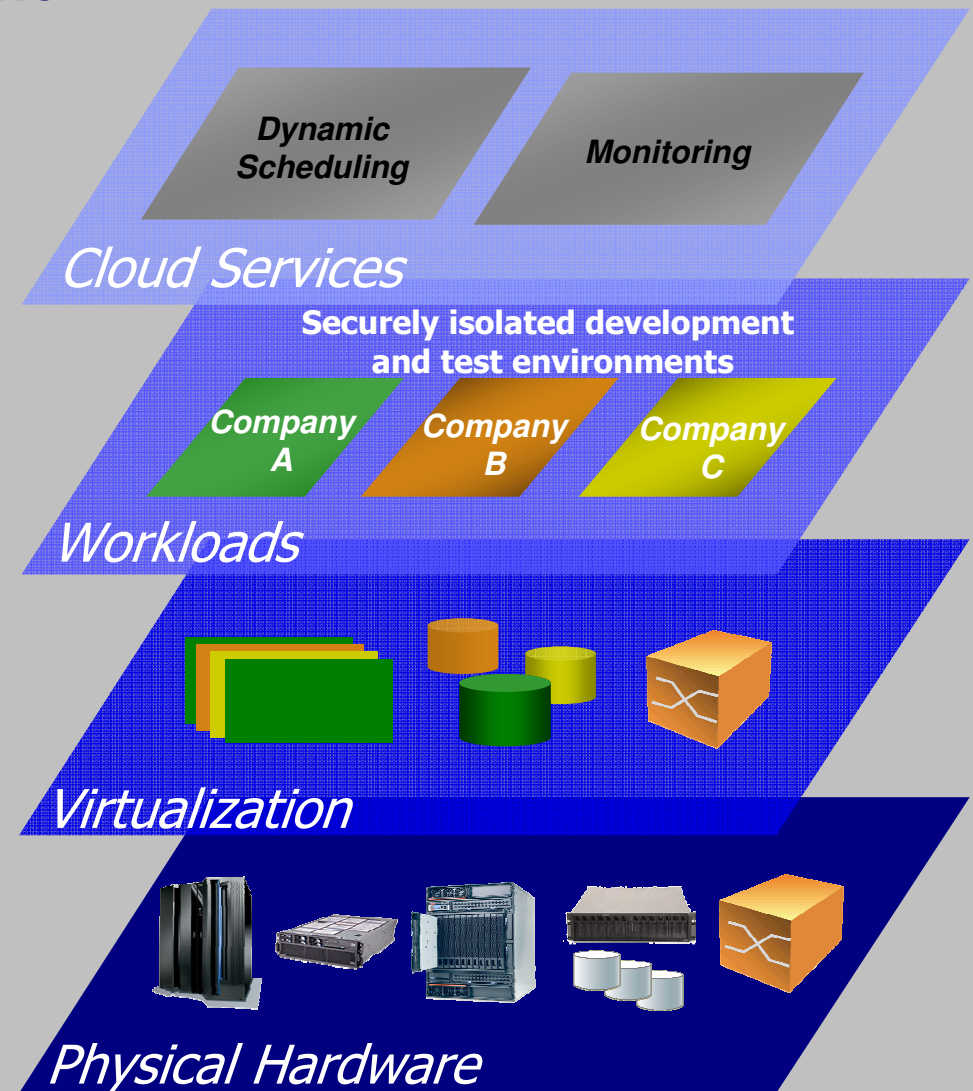 Dynamic
Scheduling
Monitoring
Cloud Services
Securely isolated development
and test environments
Company
A
Company
B
Company
C
Workloads
Virtualization
Physical Hardware